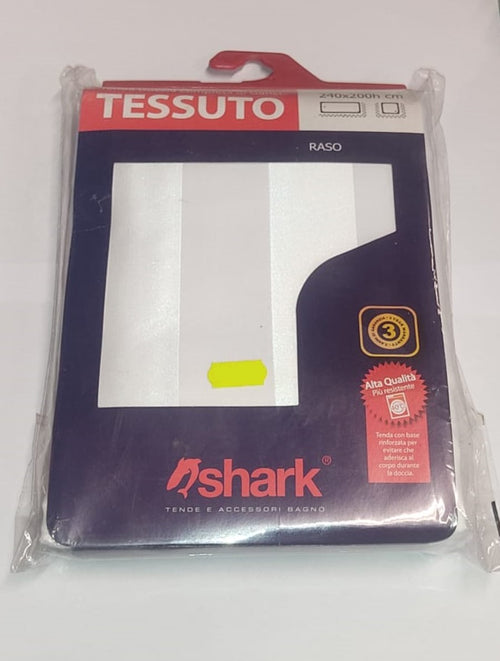 TESSUTO
240x200h cm
RASO
3
Alta Qualità
Più resistente
Tenda con base
rinforzata per
evitare che
aderisca al
corpo durante
la doccia.
shark®
TENDE E ACCESSORI BAGNO